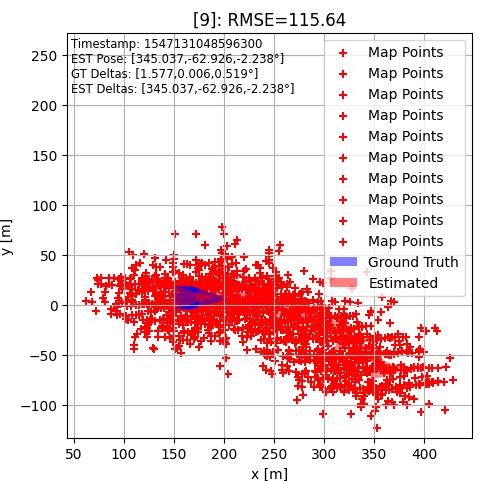 [9]: RMSE=115.64
Timestamp: 1547131048596300
EST Pose: [345.037,-62.926,-2.238°]
GT Deltas: [1.577,0.006,0.519°]
EST Deltas: [345.037,-62.926,-2.238°]
Map Points
Map Points
Map Points
Map Points
Map Points
Map Points
Map Points
Map Points
Map Points
Map Points
Ground Truth
Estimated
y [m]
250
200
150
100
50
0
−50
−100
50 100 150 200 250 300 350 400
x [m]